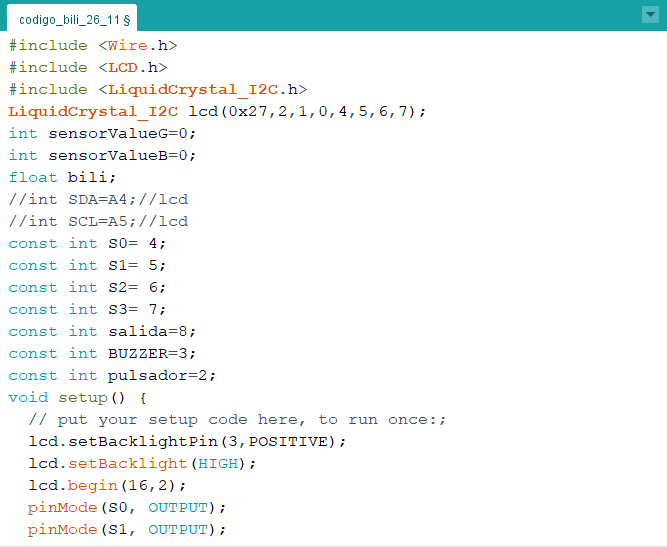 codigo_bili_26_11 §
#include <Wire.h>
#include <LCD.h>
#include <LiquidCrystal_I2C.h>
LiquidCrystal_I2C lcd(0x27,2,1,0,4,5,6,7);
int sensorValueG=0;
int sensorValueB=0;
float bili;
//int SDA=A4;//lcd
//int SCL=A5;//lcd
const int S0= 4;
const int S1= 5;
const int S2= 6;
const int S3= 7;
const int salida=8;
const int BUZZER=3;
const int pulsador=2;
void setup() {
  // put your setup code here, to run once:;
  lcd.setBacklightPin(3,POSITIVE);
  lcd.setBacklight(HIGH);
  lcd.begin(16,2);
  pinMode(S0, OUTPUT);
  pinMode(S1, OUTPUT);